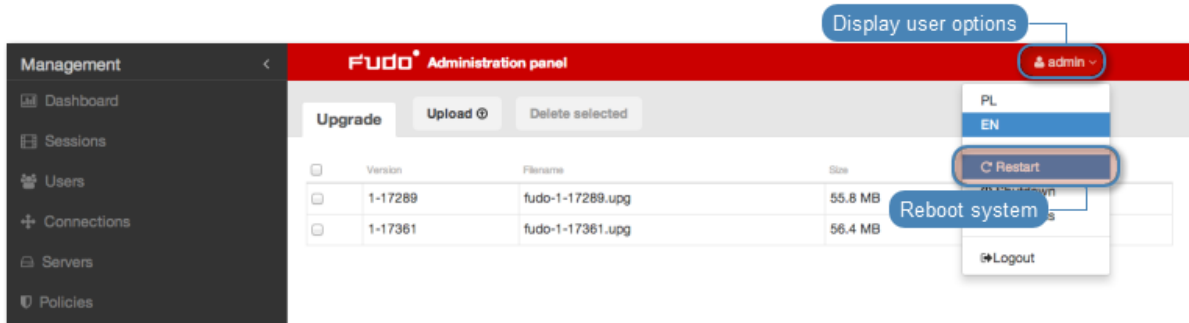 Display user options
Management
FUDO Administration panel
admin
Dashboard
Sessions
Users
Connections
Servers
Policies
Upgrade
Upload
Delete selected
Version Filename Size
1-17289 fudo-1-17289.upg 55.8 MB
1-17361 fudo-1-17361.upg 56.4 MB
PL
EN
Restart
Reboot system
Logout